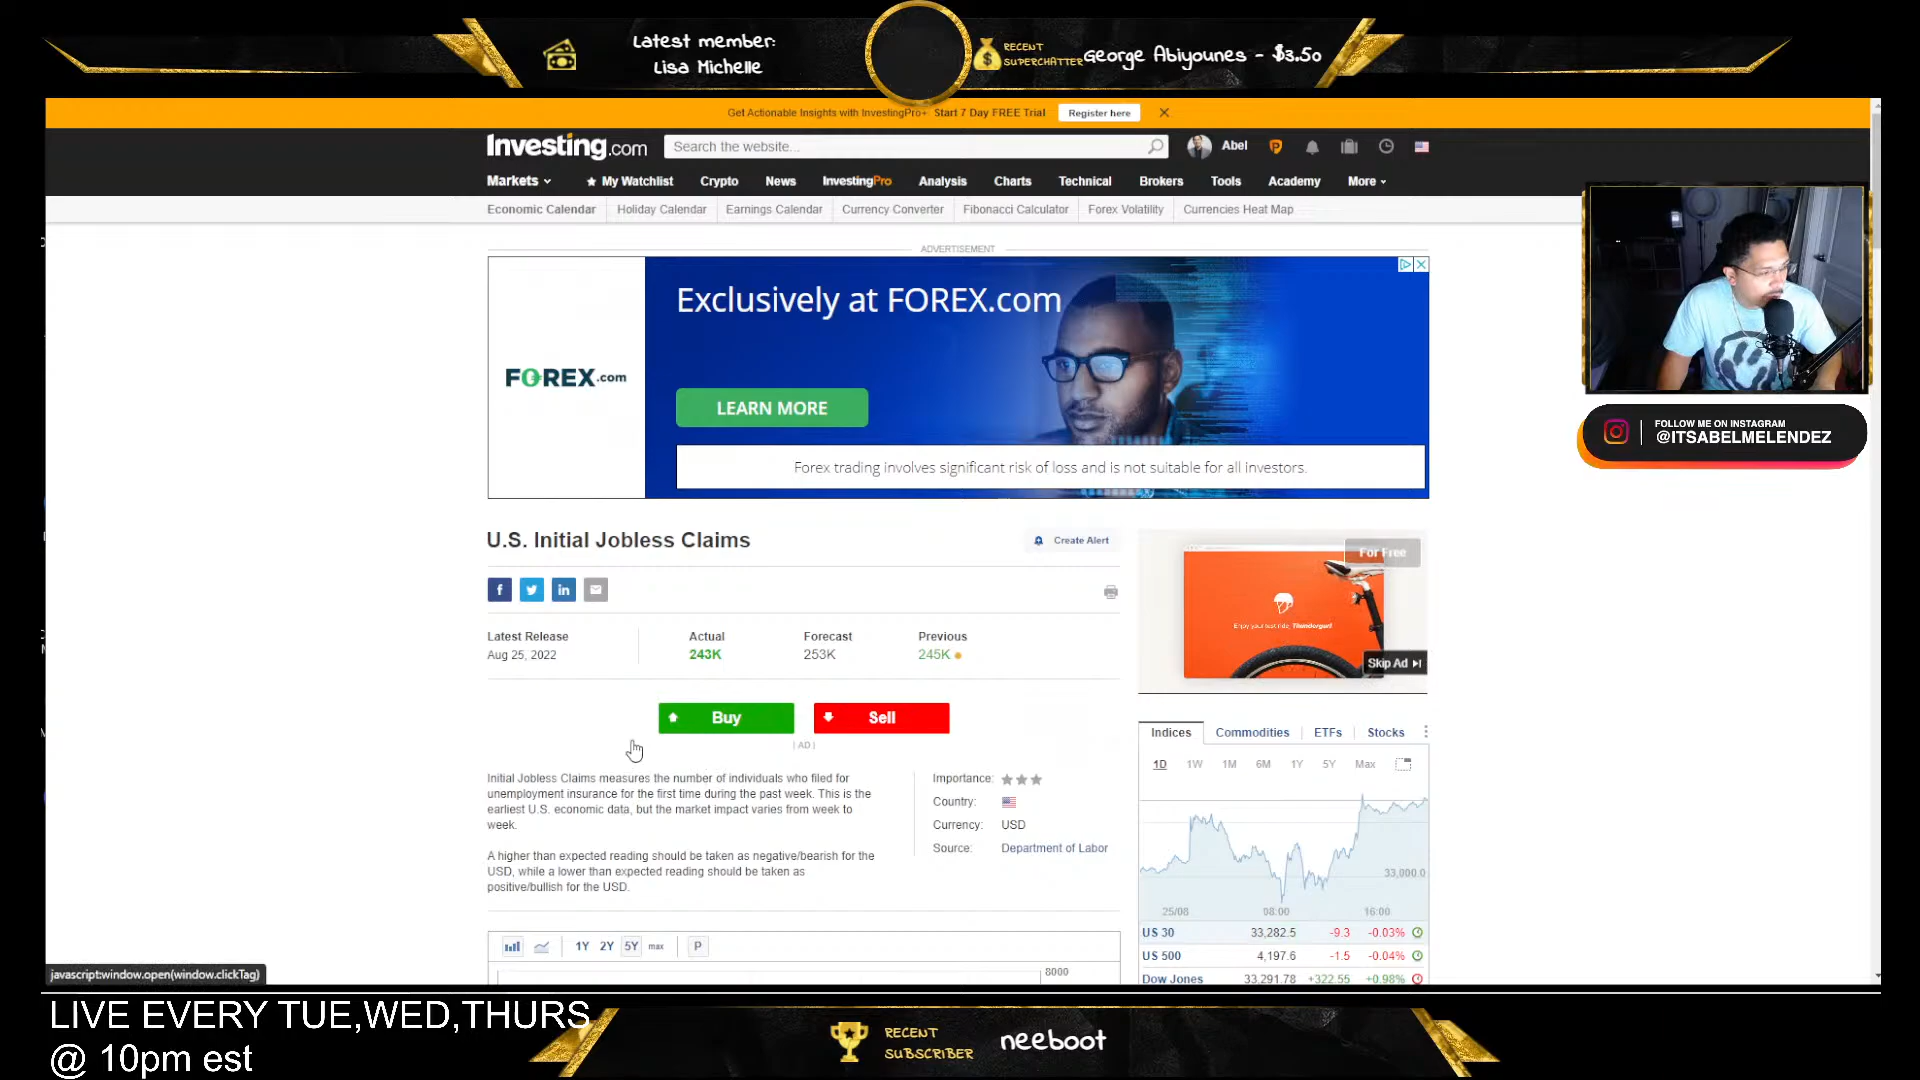 Latest member:
Lisa Michelle
RECENT
SUPERCHATTER
George Abiyounes - $3.50
Get Actionable Insights with InvestingPro+ Start 7 Day FREE Trial
Register here
Investing.com
Search the website...
Abel
Markets
My Watchlist
Crypto
News
InvestingPro
Analysis
Charts
Technical
Brokers
Tools
Academy
More
Economic Calendar
Holiday Calendar
Earnings Calendar
Currency Converter
Fibonacci Calculator
Forex Volatility
Currencies Heat Map
ADVERTISEMENT
Exclusively at FOREX.com
FOREX.com
LEARN MORE
Forex trading involves significant risk of loss and is not suitable for all investors.
FOLLOW ME ON INSTAGRAM
@ITSABELMELENDEZ
U.S. Initial Jobless Claims
Create Alert
For Free
Enjoy your test ride, Thundergurl
Skip Ad
Latest Release
Aug 25, 2022
Actual
243K
Forecast
253K
Previous
245K
Buy
Sell
[ AD ]
Initial Jobless Claims measures the number of individuals who filed for
unemployment insurance for the first time during the past week. This is the
earliest U.S. economic data, but the market impact varies from week to
week.
A higher than expected reading should be taken as negative/bearish for the
USD, while a lower than expected reading should be taken as
positive/bullish for the USD.
Importance:
Country:
Currency: USD
Source: Department of Labor
Indices
Commodities
ETFs
Stocks
1D 1W 1M 6M 1Y 5Y Max
33,000.0
25/08 08:00 16:00
US 30 33,282.5 -9.3 -0.03%
US 500 4,197.6 -1.5 -0.04%
Dow Jones 33,291.78 +322.55 +0.98%
1Y 2Y 5Y max P
8000
javascript:window.open(window.clickTag)
LIVE EVERY TUE,WED,THURS
@ 10pm est
RECENT
SUBSCRIBER
neeboot